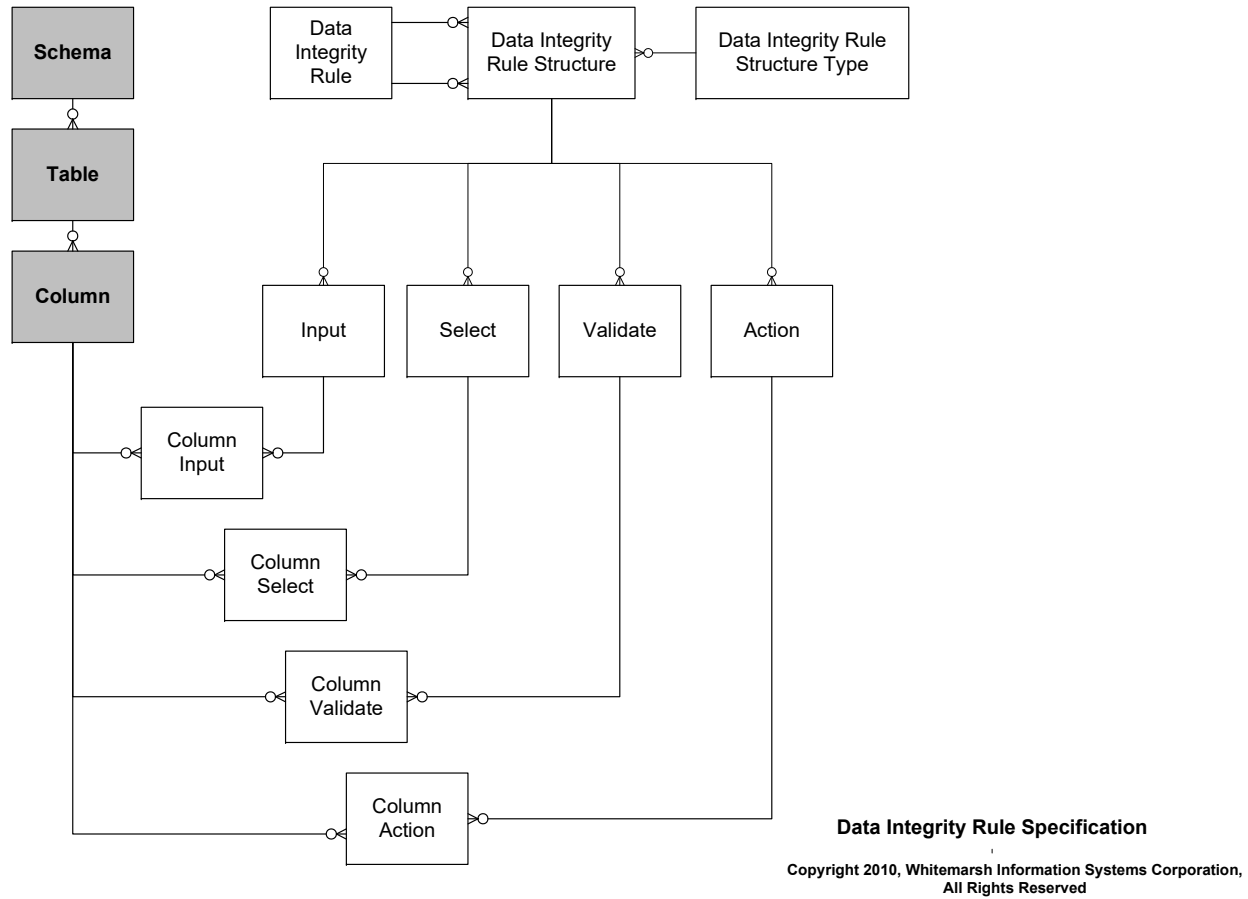 Schema
Data
Integrity
Rule
Data Integrity
Rule Structure
Data Integrity Rule
Structure Type
Table
Column
Input
Select
Validate
Action
Column
Input
Column
Select
Column
Validate
Column
Action
Data Integrity Rule Specification
Copyright 2010, Whitemarsh Information Systems Corporation,
All Rights Reserved